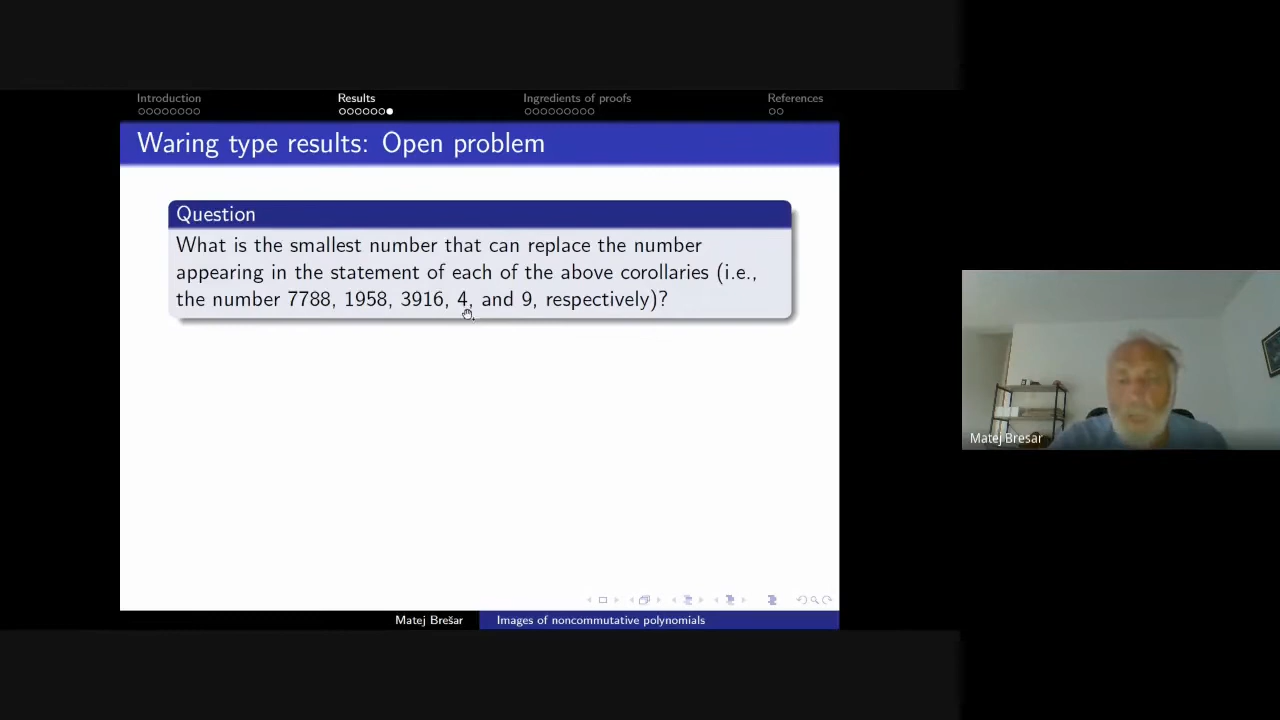 Introduction Results Ingredients of proofs References
Waring type results: Open problem
Question
What is the smallest number that can replace the number
appearing in the statement of each of the above corollaries (i.e.,
the number 7788, 1958, 3916, 4, and 9, respectively)?
Matej Bresar
Matej Brešar Images of noncommutative polynomials